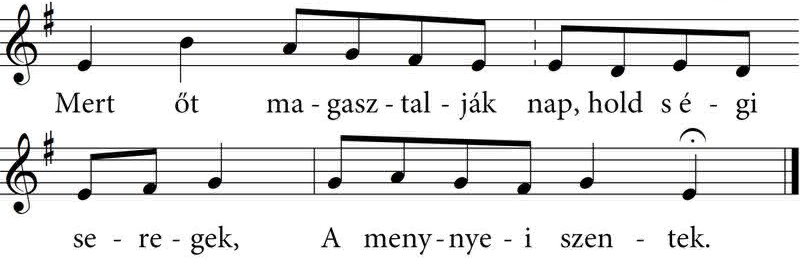 Mert őt ma - gasz - tal - ják nap, hold s é - gi
se - re - gek, A meny - nye - i szen - tek.